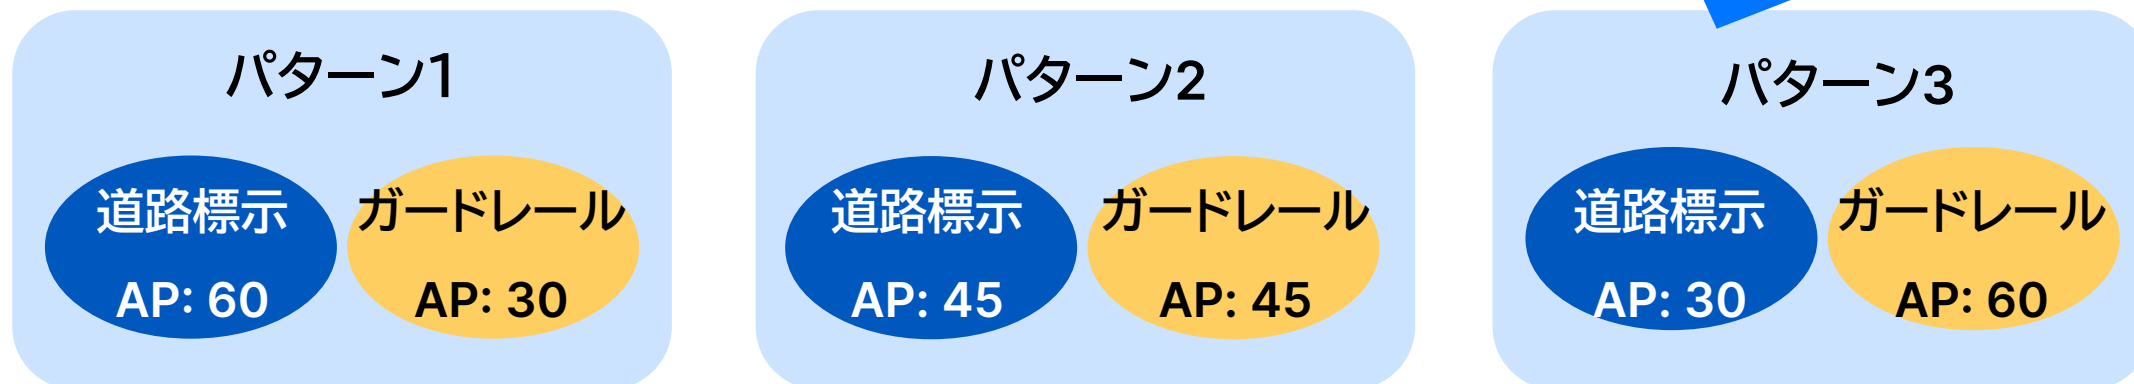 パターン1
道路標示
AP: 60
ガードレール
AP: 30
パターン2
道路標示
AP: 45
ガードレール
AP: 45
パターン3
道路標示
AP: 30
ガードレール
AP: 60